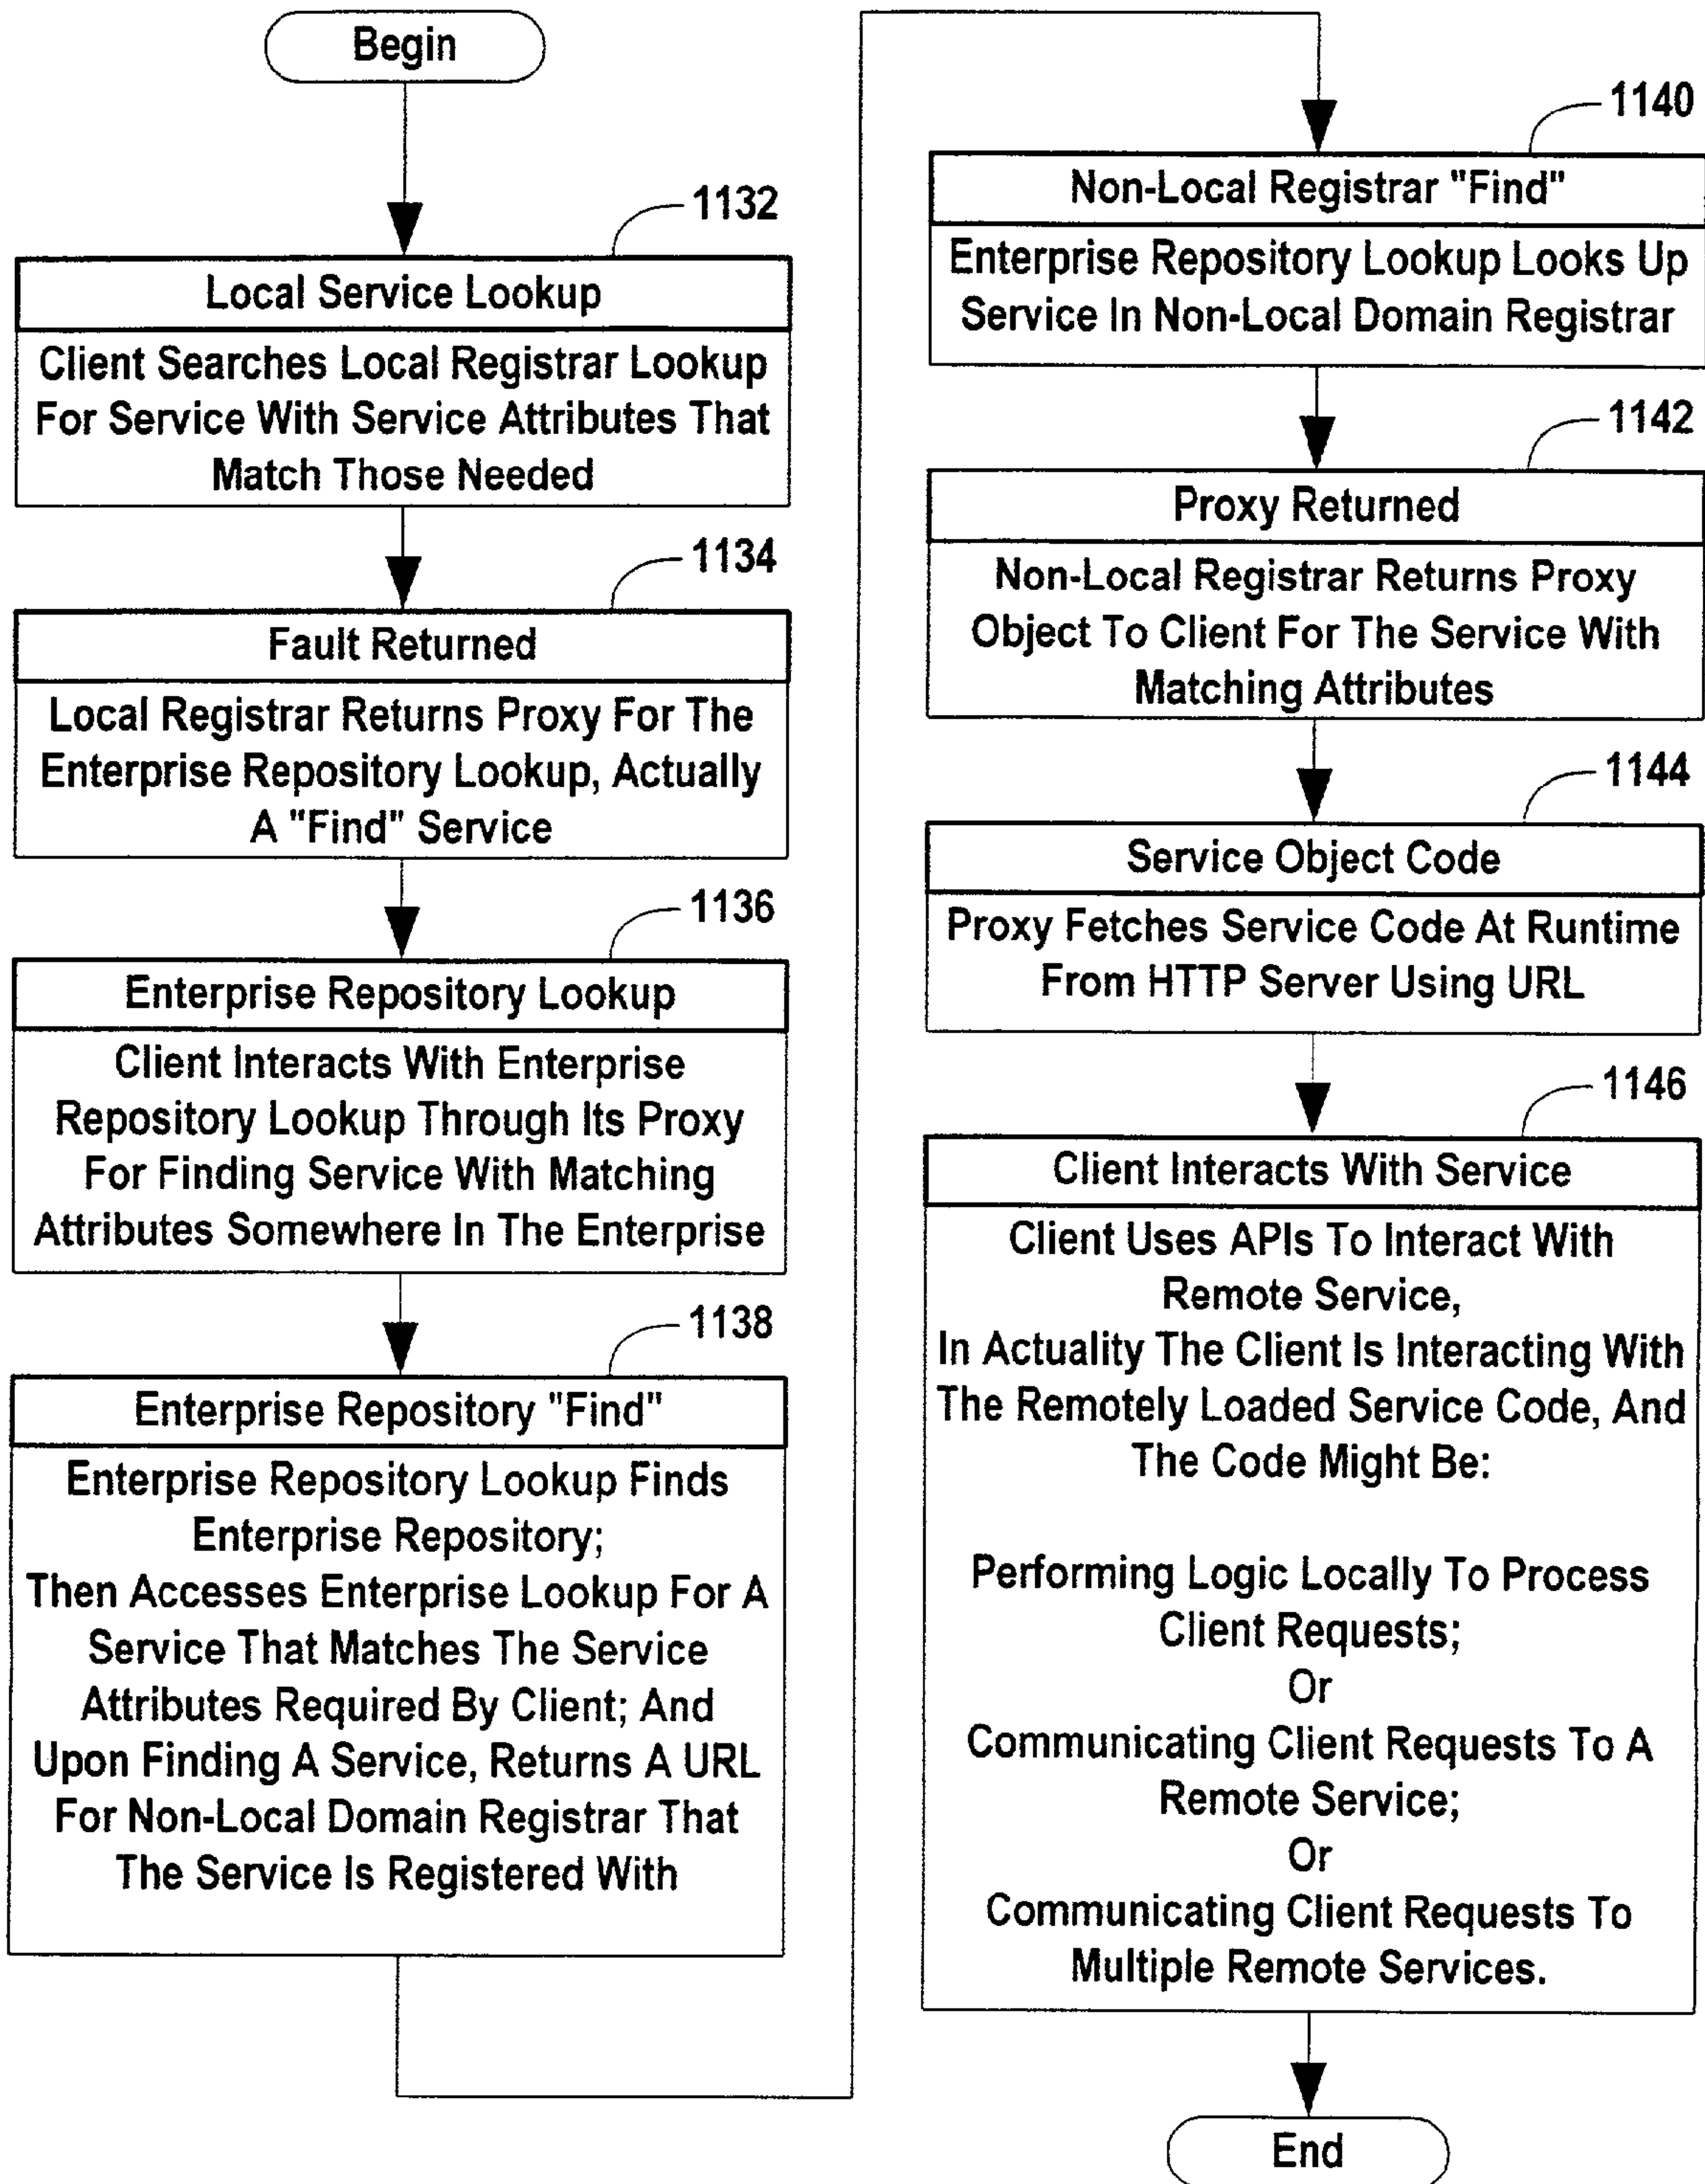 Begin
1132
Local Service Lookup
Client Searches Local Registrar Lookup
For Service With Service Attributes That
Match Those Needed
1134
Fault Returned
Local Registrar Returns Proxy For The
Enterprise Repository Lookup, Actually
A "Find" Service
1136
Enterprise Repository Lookup
Client Interacts With Enterprise
Repository Lookup Through Its Proxy
For Finding Service With Matching
Attributes Somewhere In The Enterprise
1138
Enterprise Repository "Find"
Enterprise Repository Lookup Finds
Enterprise Repository;
Then Accesses Enterprise Lookup For A
Service That Matches The Service
Attributes Required By Client; And
Upon Finding A Service, Returns A URL
For Non-Local Domain Registrar That
The Service Is Registered With
1140
Non-Local Registrar "Find"
Enterprise Repository Lookup Looks Up
Service In Non-Local Domain Registrar
1142
Proxy Returned
Non-Local Registrar Returns Proxy
Object To Client For The Service With
Matching Attributes
1144
Service Object Code
Proxy Fetches Service Code At Runtime
From HTTP Server Using URL
1146
Client Interacts With Service
Client Uses APIs To Interact With
Remote Service,
In Actuality The Client Is Interacting With
The Remotely Loaded Service Code, And
The Code Might Be:
Performing Logic Locally To Process
Client Requests;
Or
Communicating Client Requests To A
Remote Service;
Or
Communicating Client Requests To
Multiple Remote Services.
End